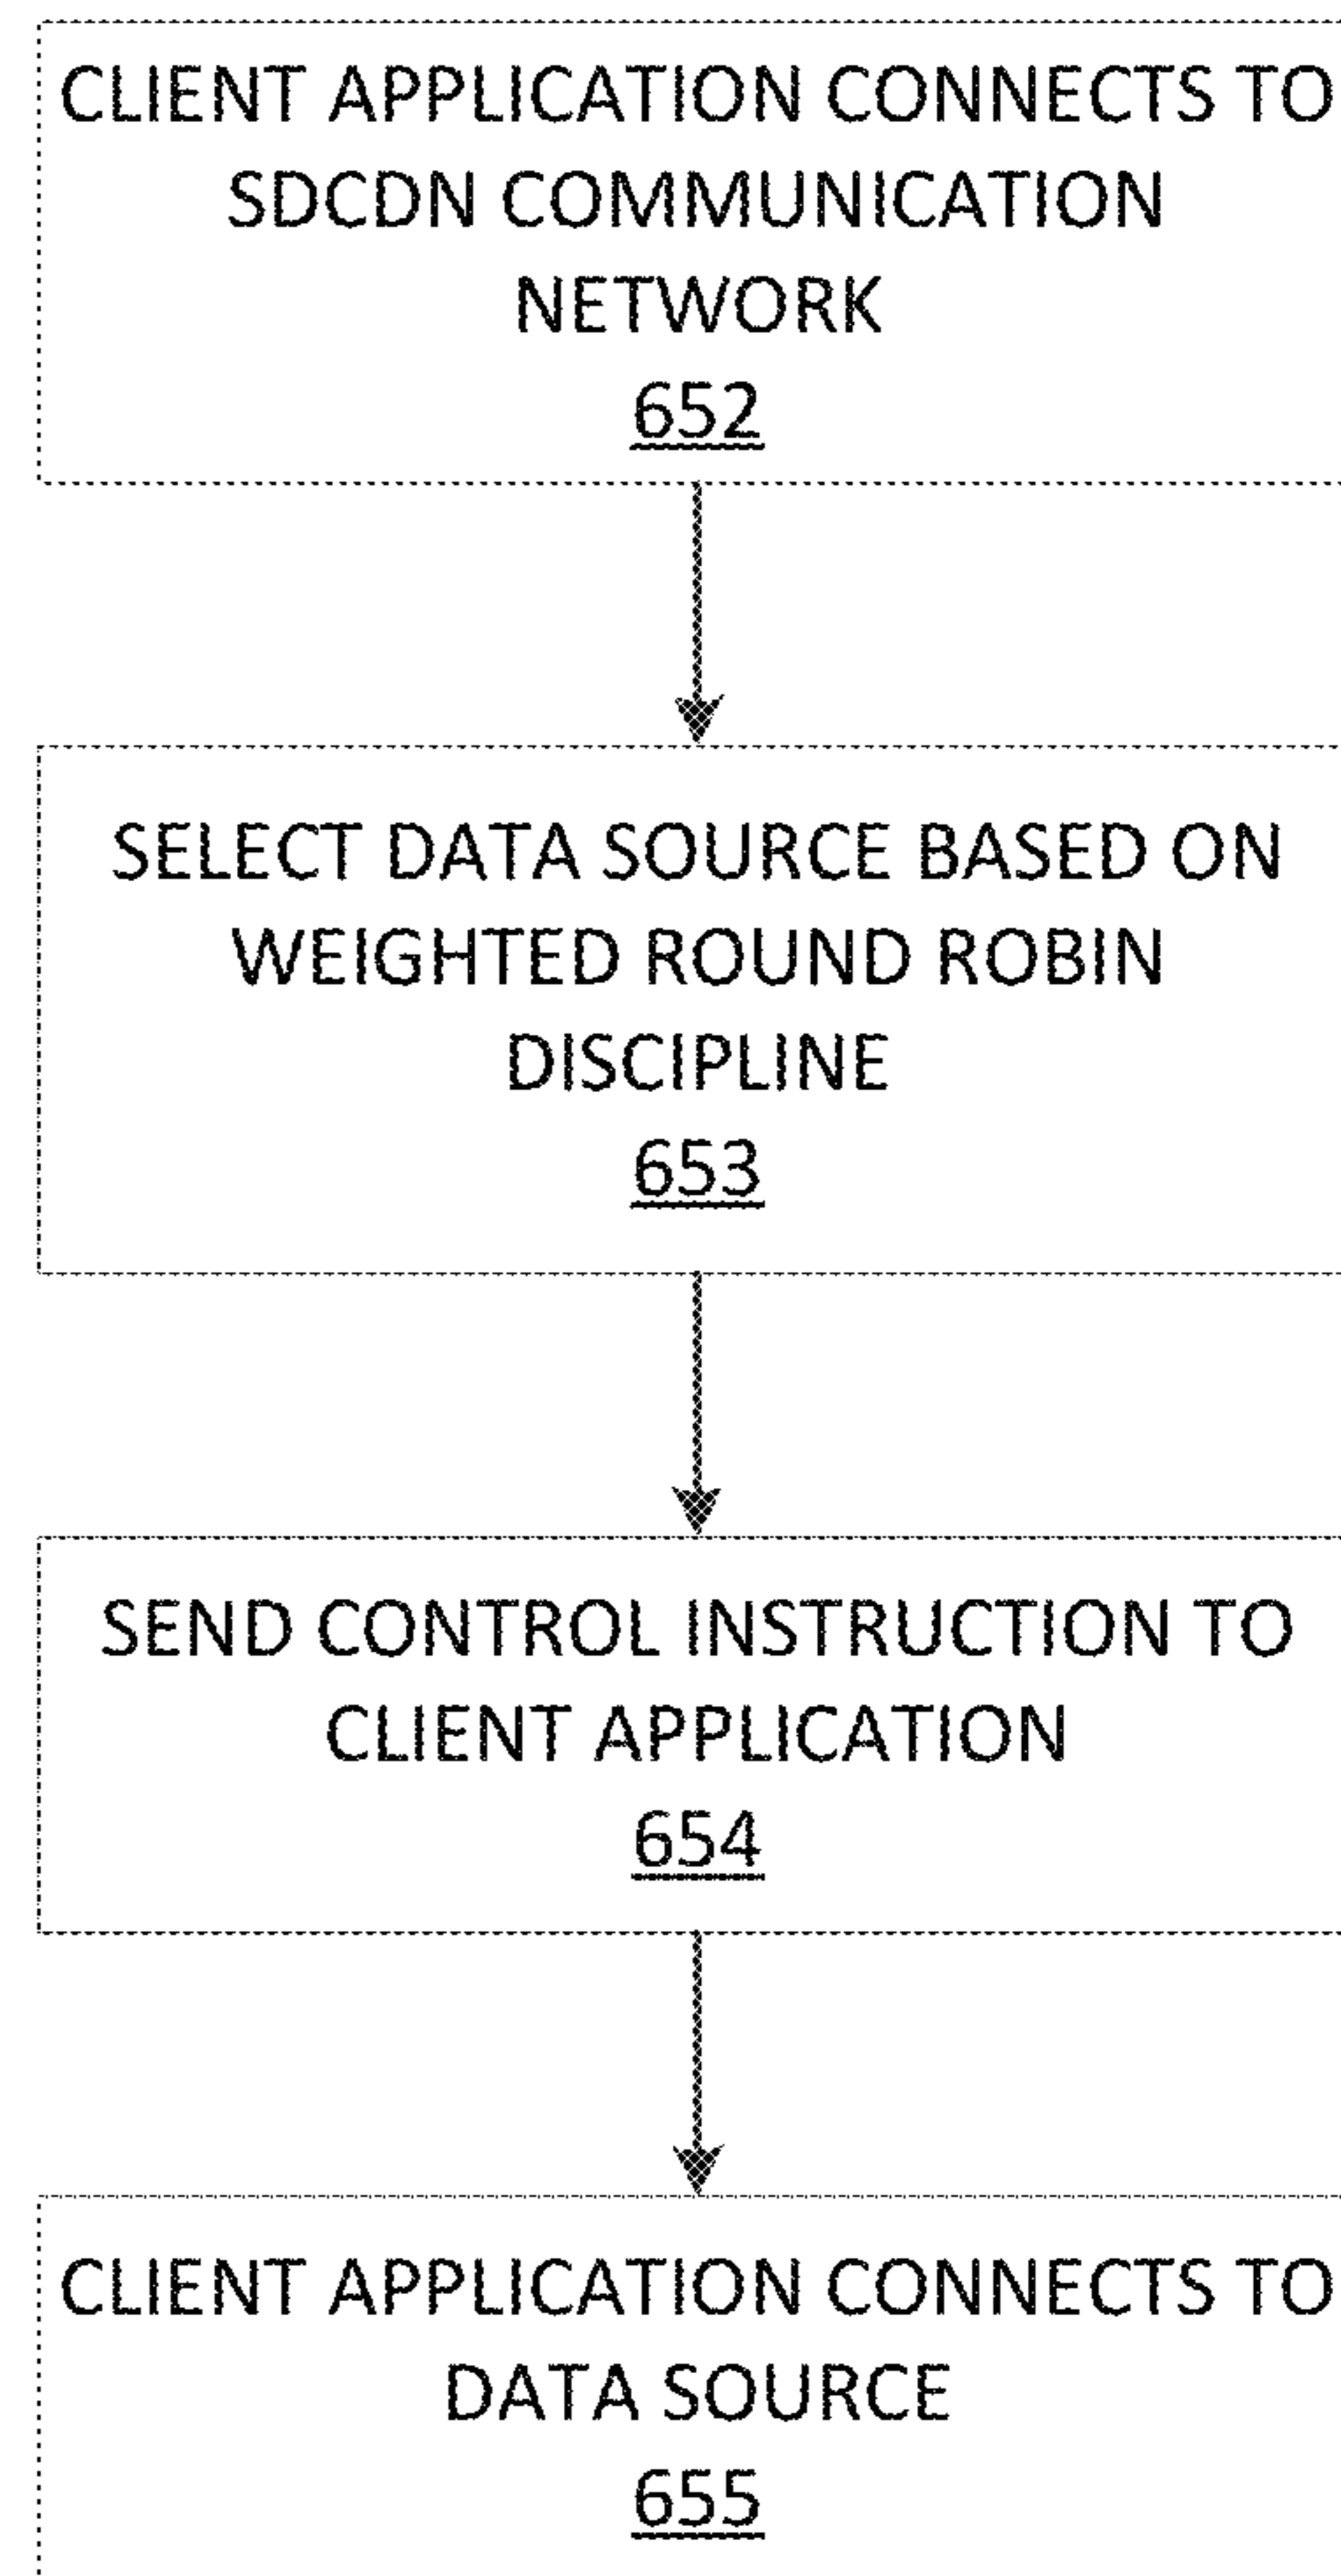 CLIENT APPLICATION CONNECTS TO
SDCDN COMMUNICATION
NETWORK
652
SELECT DATA SOURCE BASED ON
WEIGHTED ROUND ROBIN
DISCIPLINE
653
SEND CONTROL INSTRUCTION TO
CLIENT APPLICATION
654
CLIENT APPLICATION CONNECTS TO
DATA SOURCE
655